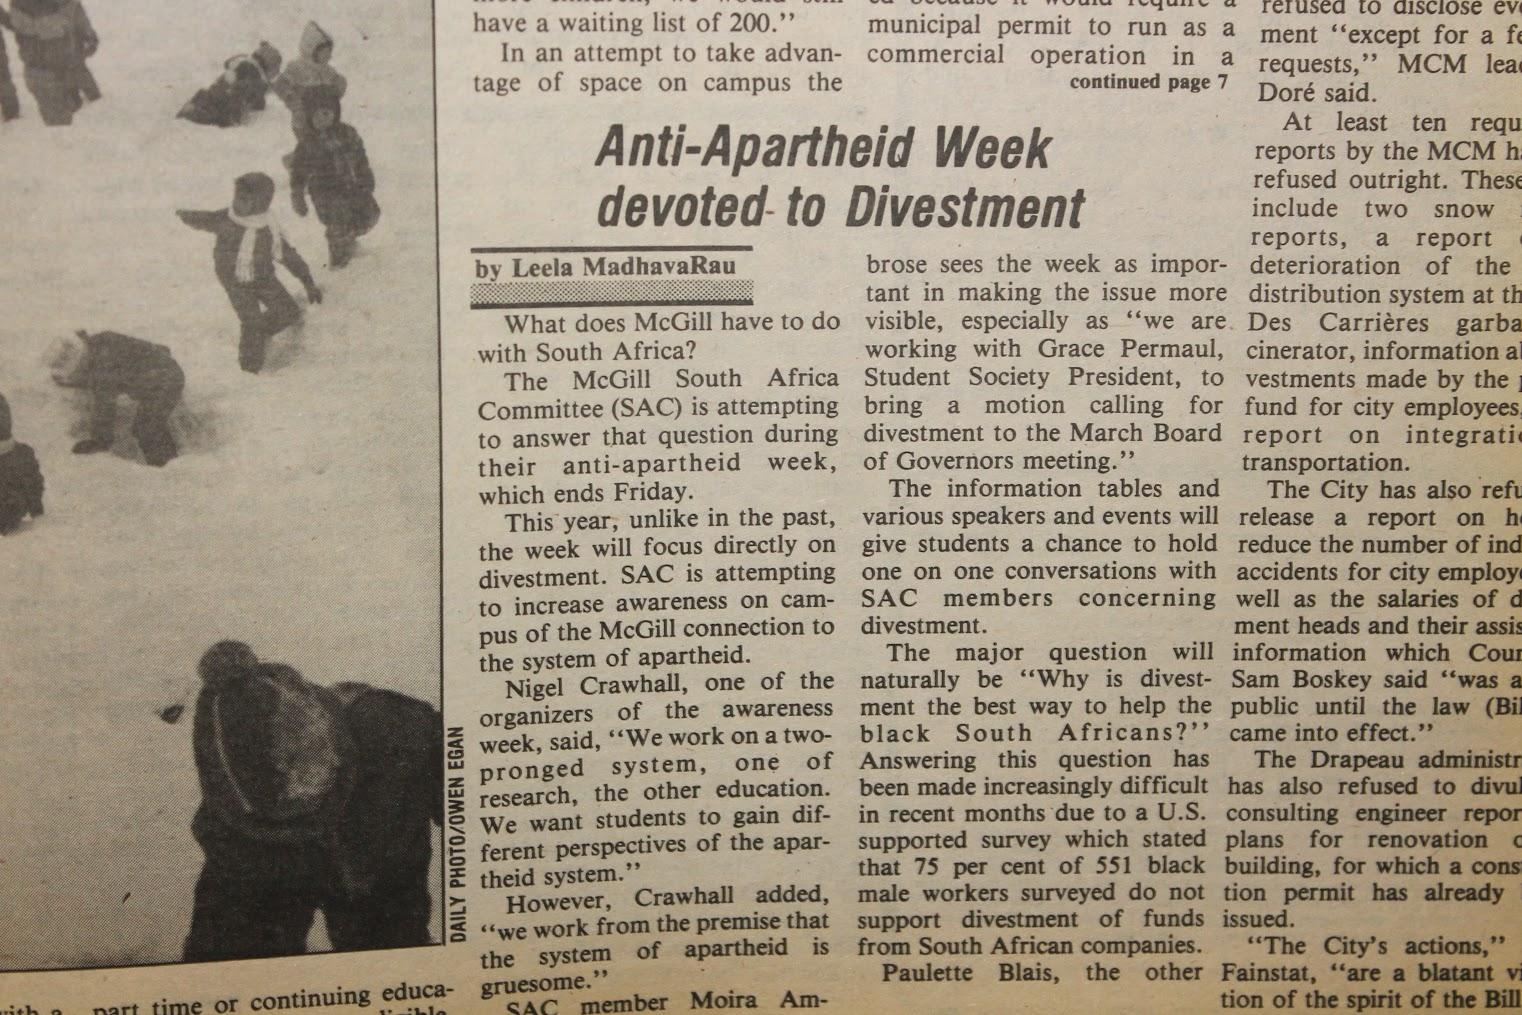 have a waiting list of 200.”
In an attempt to take advan-
tage of space on campus the
municipal permit to run as a
commercial operation in a
continued page 7
Anti-Apartheid Week
devoted to Divestment
by Leela MadhavaRau
What does McGill have to do
with South Africa?
The McGill South Africa
Committee (SAC) is attempting
to answer that question during
their anti-apartheid week,
which ends Friday.
This year, unlike in the past,
the week will focus directly on
divestment. SAC is attempting
to increase awareness on cam-
pus of the McGill connection to
the system of apartheid.
Nigel Crawhall, one of the
organizers of the awareness
week, said, “We work on a two-
pronged system, one of
research, the other education.
We want students to gain dif-
ferent perspectives of the apar-
theid system.”
However, Crawhall added,
“we work from the premise that
the system of apartheid is
gruesome.”
SAC member Moira Am-
brose sees the week as impor-
tant in making the issue more
visible, especially as “we are
working with Grace Permaul,
Student Society President, to
bring a motion calling for
divestment to the March Board
of Governors meeting.”
The information tables and
various speakers and events will
give students a chance to hold
one on one conversations with
SAC members concerning
divestment.
The major question will
naturally be “Why is divest-
ment the best way to help the
black South Africans?”
Answering this question has
been made increasingly difficult
in recent months due to a U.S.
supported survey which stated
that 75 per cent of 551 black
male workers surveyed do not
support divestment of funds
from South African companies.
Paulette Blais, the other
refused to disclose
ment “except for a
requests,” MCM
Doré said.
At least ten
reports by the MCM
refused outright. These
include two snow
reports, a report
deterioration of the
distribution system at
Des Carrières
cinerator, information
vestments made by the
fund for city employees,
report on
transportation.
The City has also
release a report on
reduce the number of
accidents for city
well as the salaries of
ment heads and their
information which
Sam Boskey said “was
public until the law
came into effect.”
The Drapeau
has also refused to
consulting engineer
plans for renovation
building, for which a
tion permit has already
issued.
“The City’s actions,”
Fainstat, “are a blatant
tion of the spirit of the Bill
DAILY PHOTO/OWEN EGAN
part time or continuing educa-